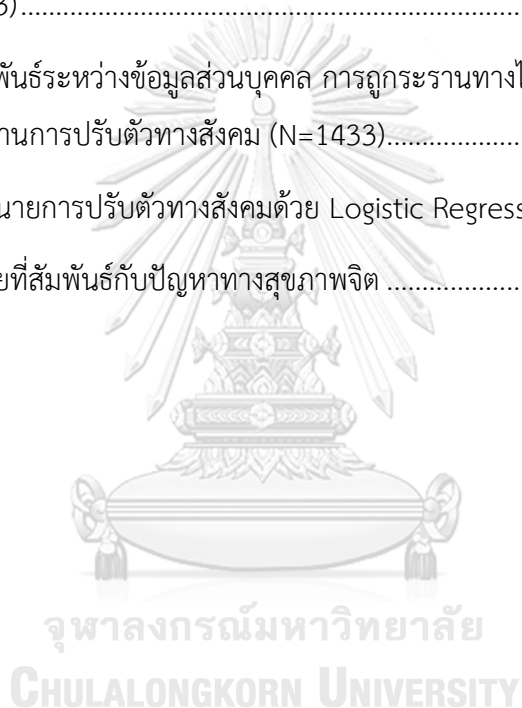 3)........................................................
พันธ์ระหว่างข้อมูลส่วนบุคคล การถูกระรานทางไ
านการปรับตัวทางสังคม (N=1433)....................
นายการปรับตัวทางสังคมด้วย Logistic Regress
ยที่สัมพันธ์กับปัญหาทางสุขภาพจิต ....................
จุฬาลงกรณ์มหาวิทยาลัย
CHULALONGKORN UNIVERSITY